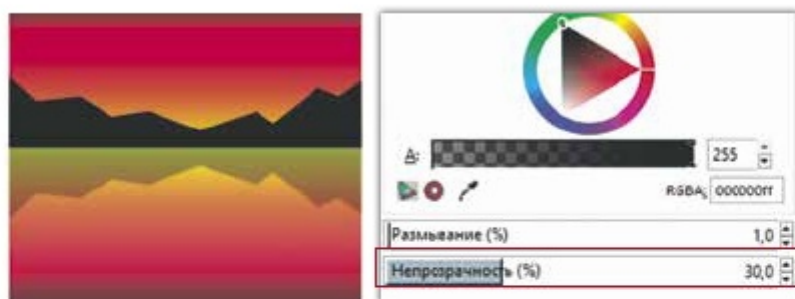 A: 255
RGBA: 000000ff
Размывание (%) 1,0
Непрозрачность (%) 30,0